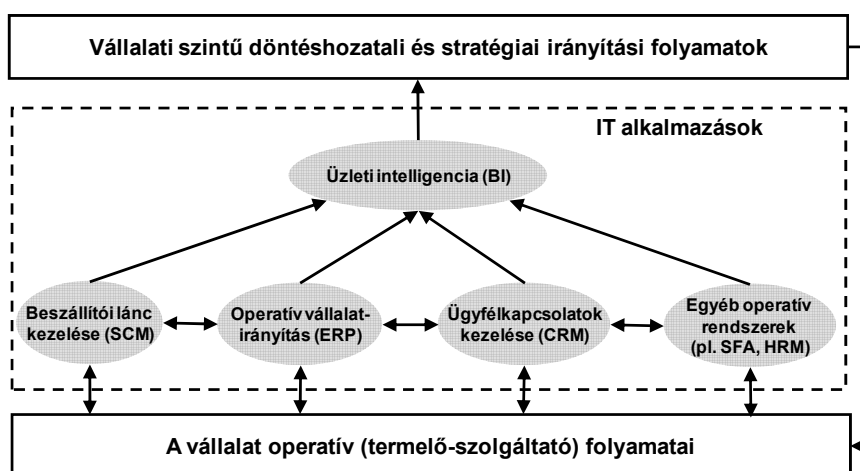 Vállalati szintű döntéshozatali és stratégiai irányítási folyamatok
IT alkalmazások
Üzleti intelligencia (BI)
Beszállítói lánc
kezelése (SCM)
Operatív vállalat-
irányítás (ERP)
Ügyfélkapcsolatok
kezelése (CRM)
Egyéb operatív
rendszerek
(pl. SFA, HRM)
A vállalat operatív (termelő-szolgáltató) folyamatai